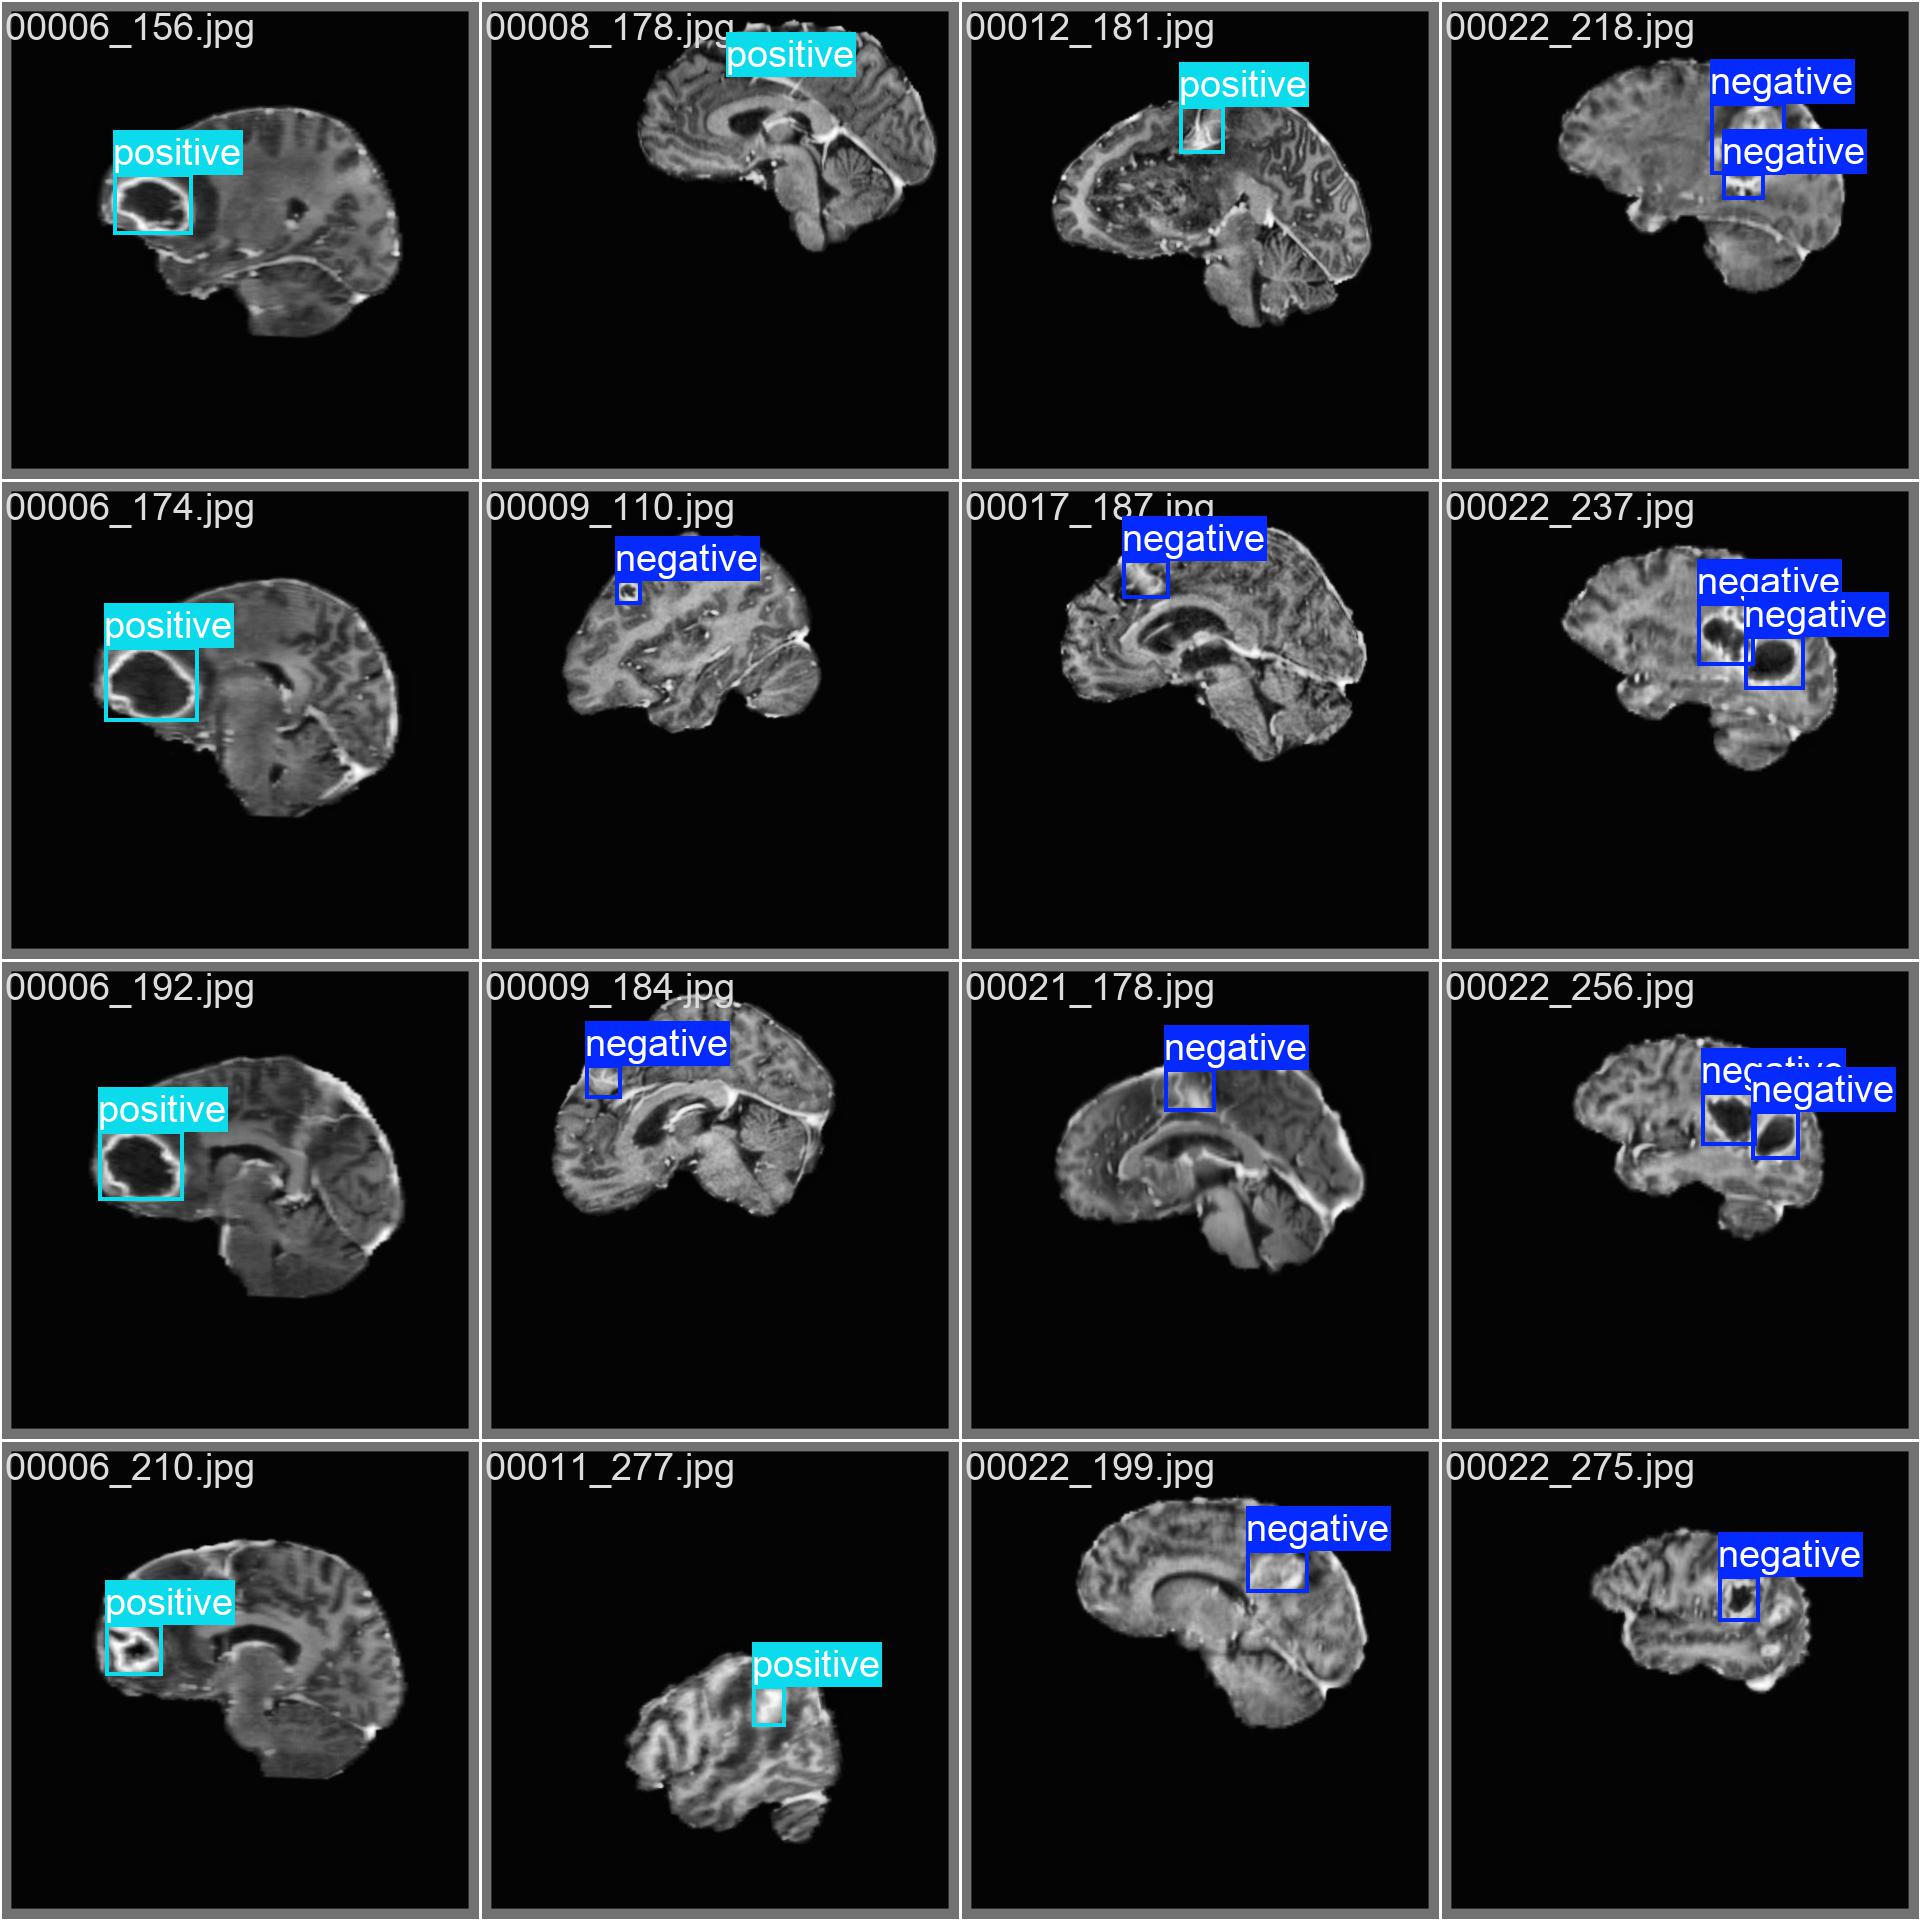 00006_156.jpg
positive
00008_178.jpg
positive
00012_181.jpg
positive
00022_218.jpg
negative
negative
00006_174.jpg
positive
00009_110.jpg
negative
00017_187.jpg
negative
00022_237.jpg
negative
negative
00006_192.jpg
positive
00009_184.jpg
negative
00021_178.jpg
negative
00022_256.jpg
negative
negative
00006_210.jpg
positive
00011_277.jpg
positive
00022_199.jpg
negative
00022_275.jpg
negative